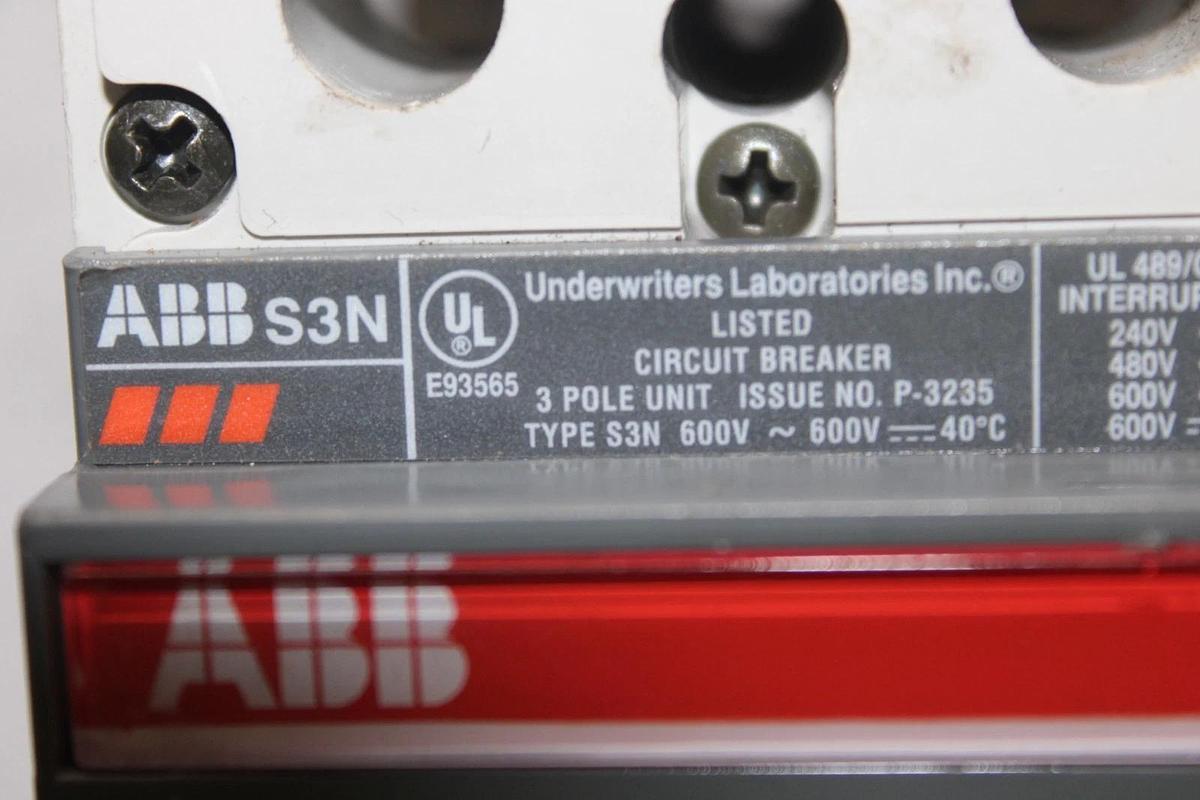 ABB S3N
UL
®
E93565
Underwriters Laboratories Inc.®
LISTED
CIRCUIT BREAKER
3 POLE UNIT ISSUE NO. P-3235
TYPE S3N 600V ~ 600V ⎓ 40°C
UL 489/
240V
480V
600V
600V
ABB